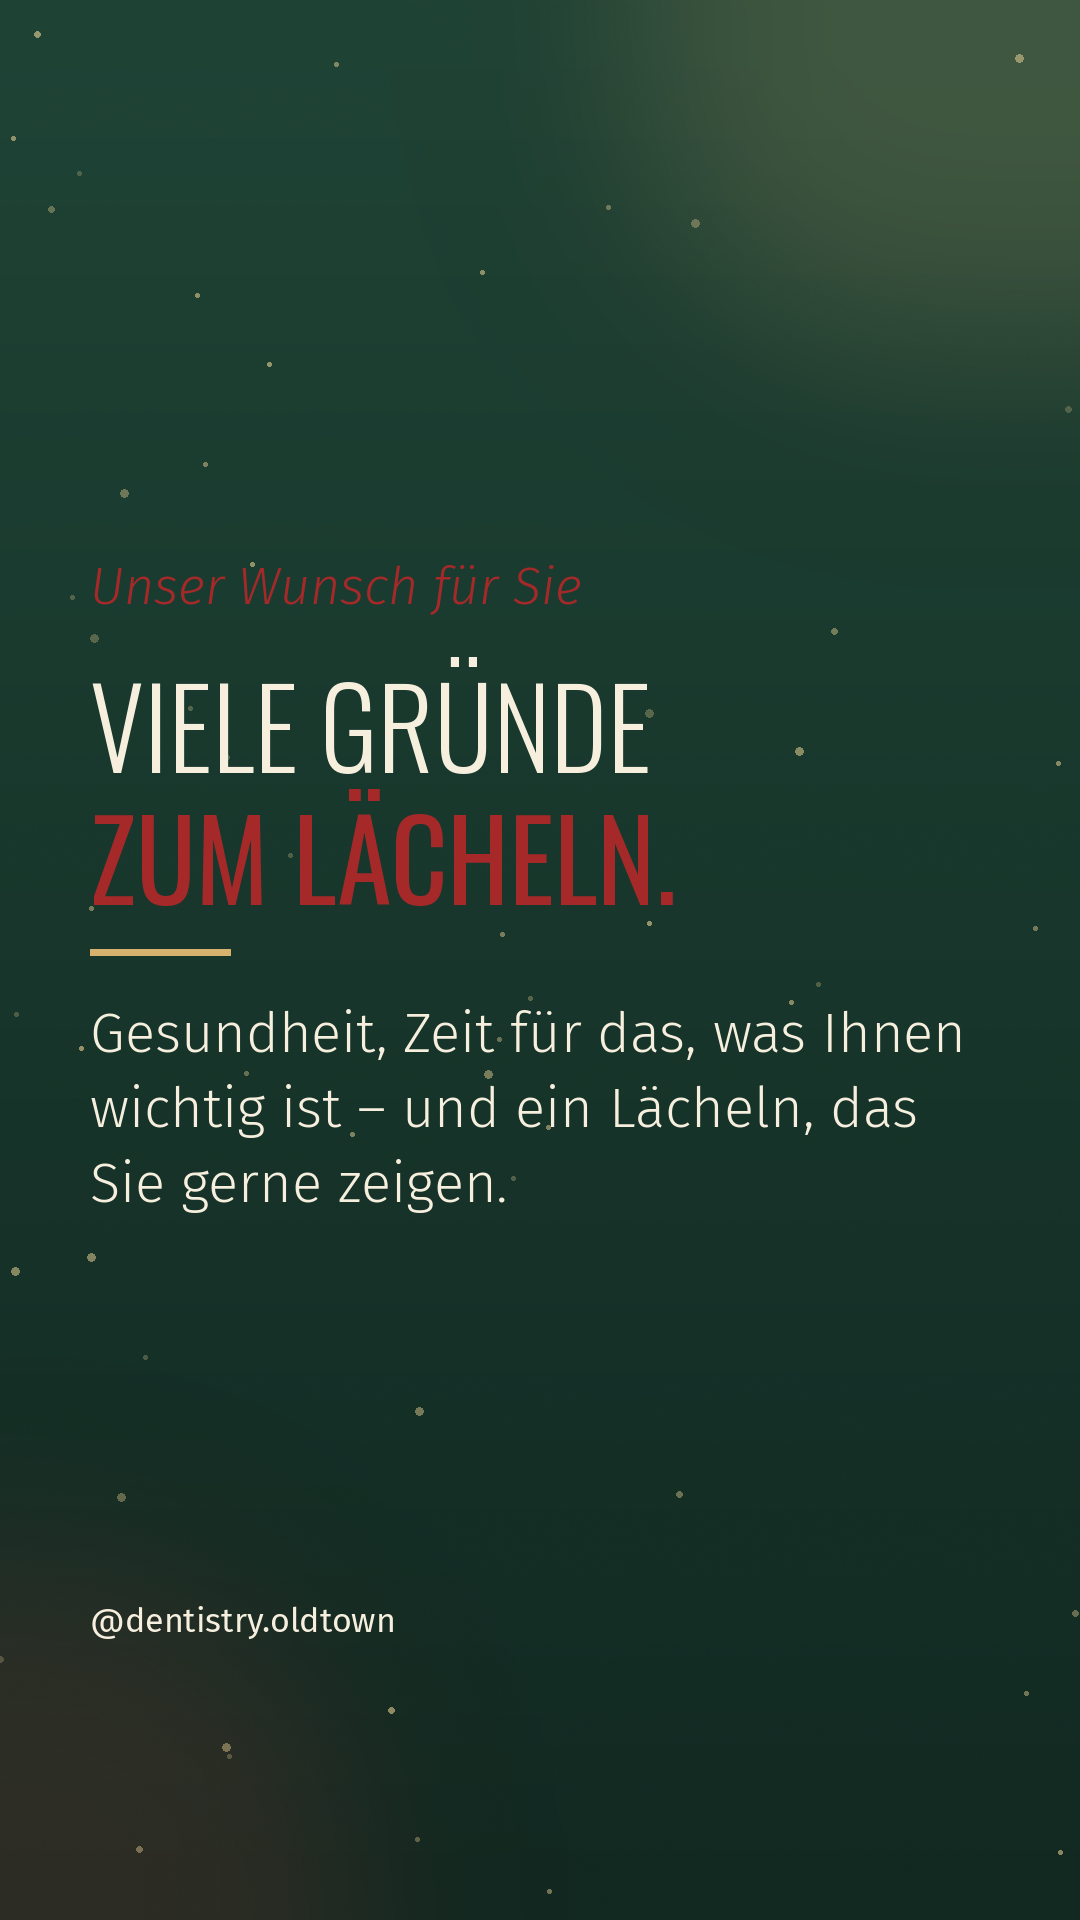 Unser Wunsch für Sie
VIELE GRÜNDE
ZUM LÄCHELN.
Gesundheit, Zeit für das, was Ihnen
wichtig ist – und ein Lächeln, das
Sie gerne zeigen.
@dentistry.oldtown